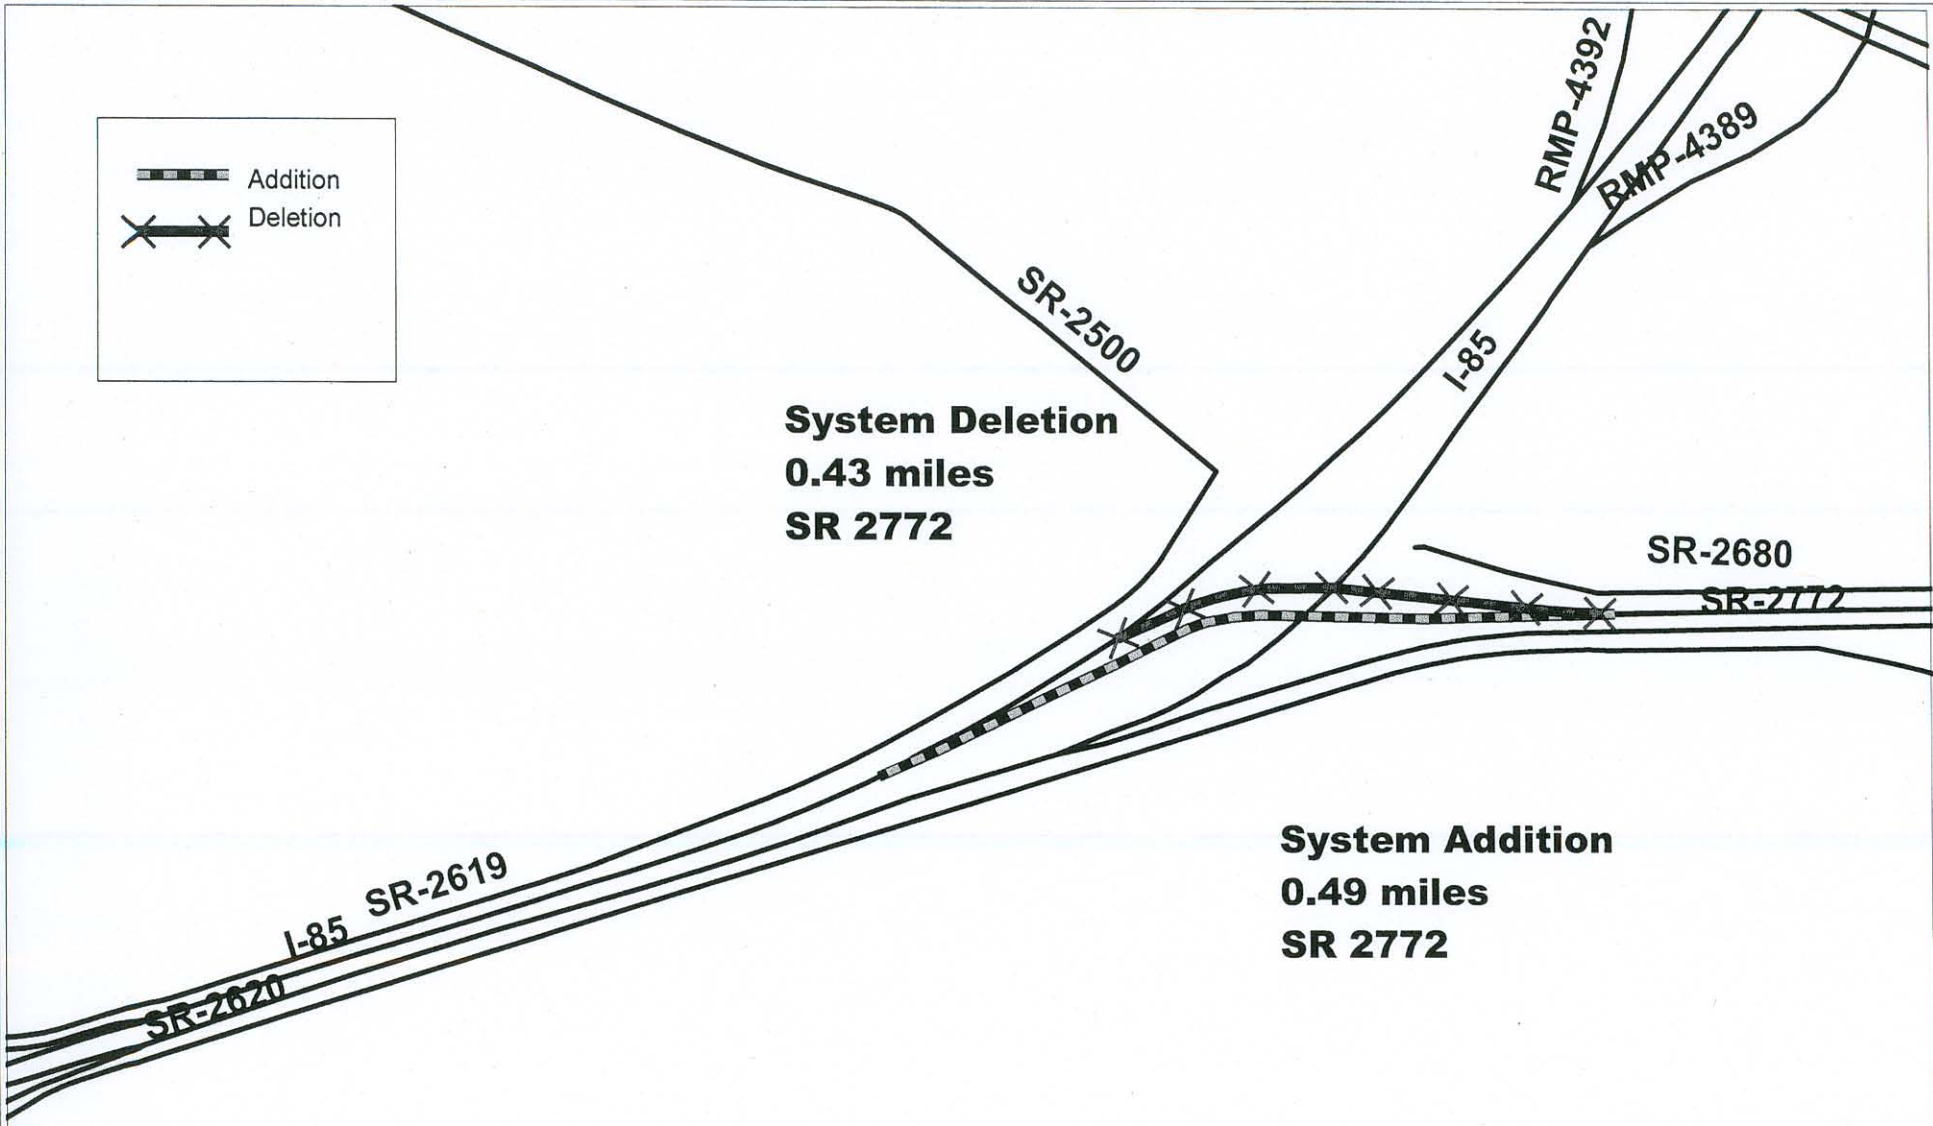 RMP-4392
RMP-4389
Addition
Deletion
SR-2500
I-85
System Deletion
0.43 miles
SR 2772
SR-2680
SR-2772
System Addition
0.49 miles
SR 2772
SR-2619
I-85
SR-2620